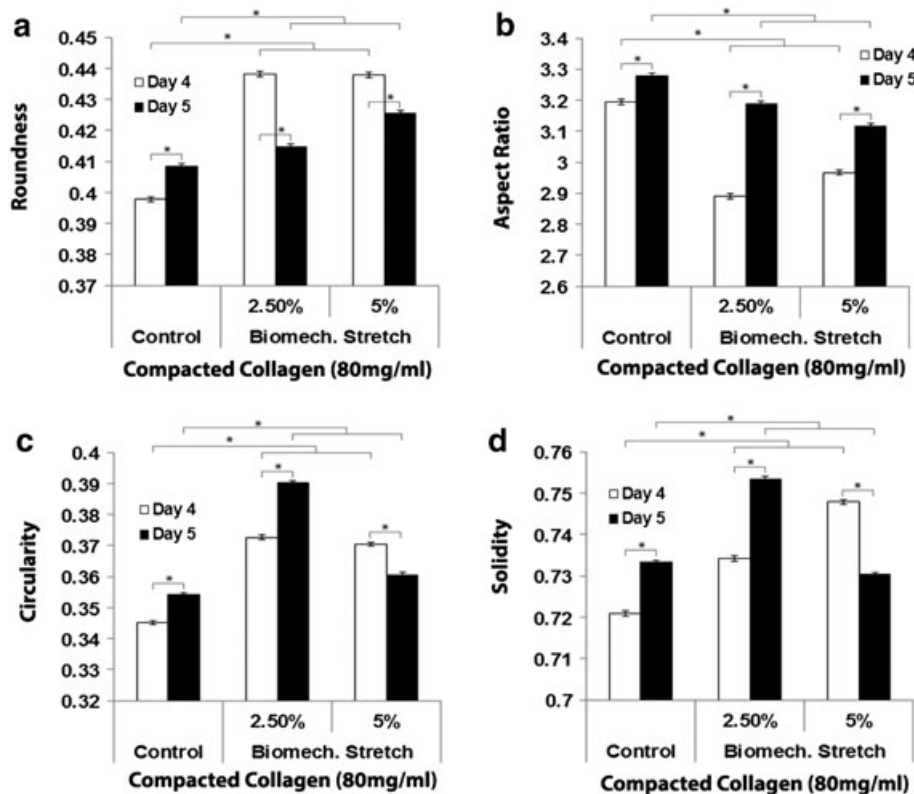 a
*
*
0.45
0.44
0.43
0.42
0.41
0.4
0.39
0.38
0.37
Roundness
Day 4
Day 5
*
*
*
2.50%
5%
Control
Biomech. Stretch
Compacted Collagen (80mg/ml)
b
*
*
3.4
3.3
3.2
3.1
3
2.9
2.8
2.7
2.6
Aspect Ratio
Day 4
Day 5
*
*
*
2.50%
5%
Control
Biomech. Stretch
Compacted Collagen (80mg/ml)
c
*
*
0.4
0.39
0.38
0.37
0.36
0.35
0.34
0.33
0.32
Circularity
Day 4
Day 5
*
*
*
2.50%
5%
Control
Biomech. Stretch
Compacted Collagen (80mg/ml)
d
*
*
0.76
0.75
0.74
0.73
0.72
0.71
0.7
Solidity
Day 4
Day 5
*
*
*
2.50%
5%
Control
Biomech. Stretch
Compacted Collagen (80mg/ml)